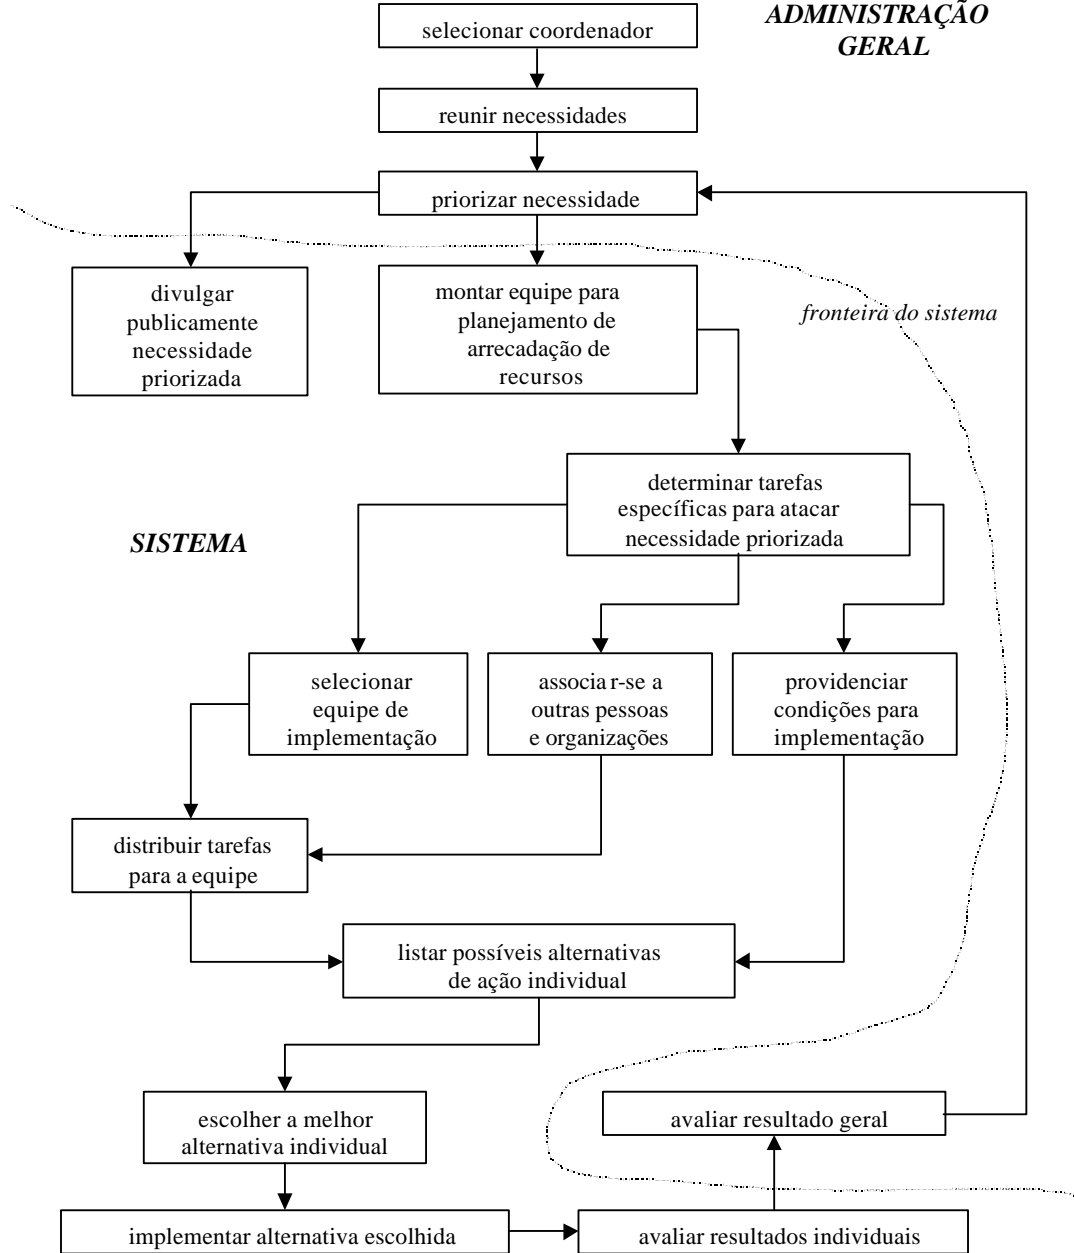 ADMINISTRAÇÃO
GERAL
selecionar coordenador
reunir necessidades
priorizar necessidade
divulgar
publicamente
necessidade
priorizada
montar equipe para
planejamento de
arrecadação de
recursos
fronteira do sistema
determinar tarefas
específicas para atacar
necessidade priorizada
SISTEMA
selecionar
equipe de
implementação
associa r-se a
outras pessoas
e organizações
providenciar
condições para
implementação
distribuir tarefas
para a equipe
listar possíveis alternativas
de ação individual
escolher a melhor
alternativa individual
avaliar resultado geral
implementar alternativa escolhida
avaliar resultados individuais